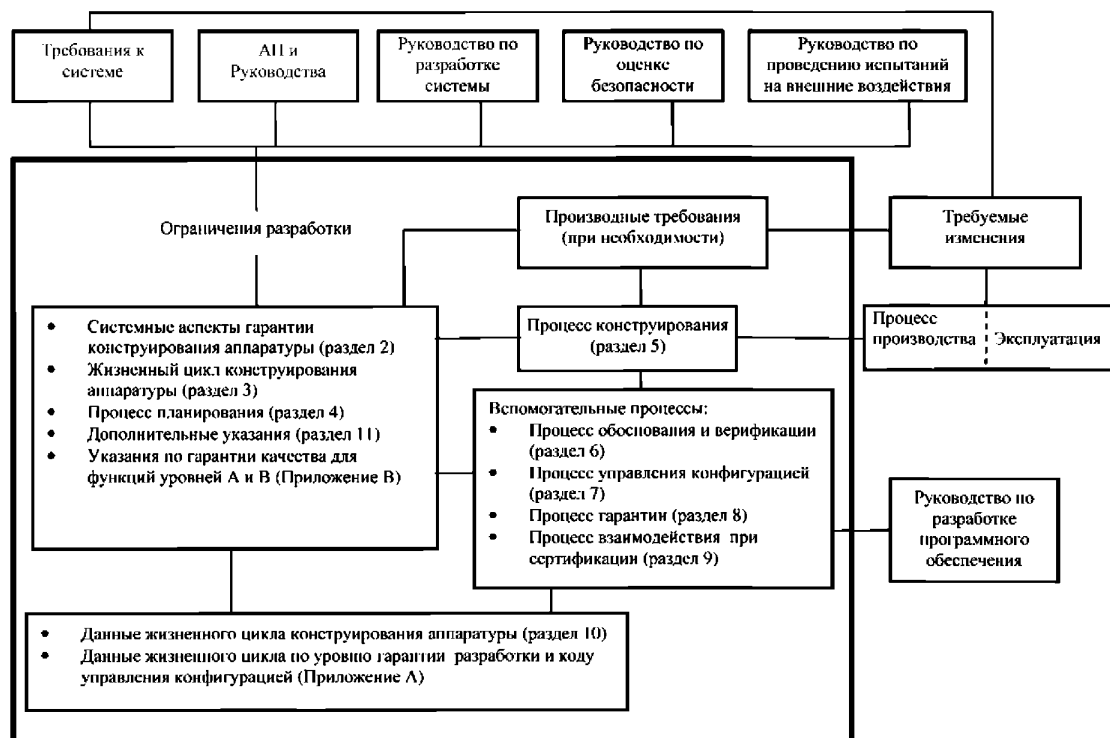 Требования к
системе
АП и
Руководства
Руководство по
разработке
системы
Руководство по
оценке
безопасности
Руководство по
проведению испытаний
на внешние воздействия
Ограничения разработки
Производные требования
(при необходимости)
Требуемые
изменения
• Системные аспекты гарантии
конструирования аппаратуры (раздел 2)
• Жизненный цикл конструирования
аппаратуры (раздел 3)
• Процесс планирования (раздел 4)
• Дополнительные указания (раздел 11)
• Указания по гарантии качества для
функций уровней А и В (Приложение В)
Процесс конструирования
(раздел 5)
Процесс
производства
Эксплуатация
Вспомогательные процессы:
• Процесс обоснования и верификации
(раздел 6)
• Процесс управления конфигурацией
(раздел 7)
• Процесс гарантии (раздел 8)
• Процесс взаимодействия при
сертификации (раздел 9)
Руководство по
разработке
программного
обеспечения
• Данные жизненного цикла конструирования аппаратуры (раздел 10)
• Данные жизненного цикла по уровню гарантии разработки и коду
управления конфигурацией (Приложение А)